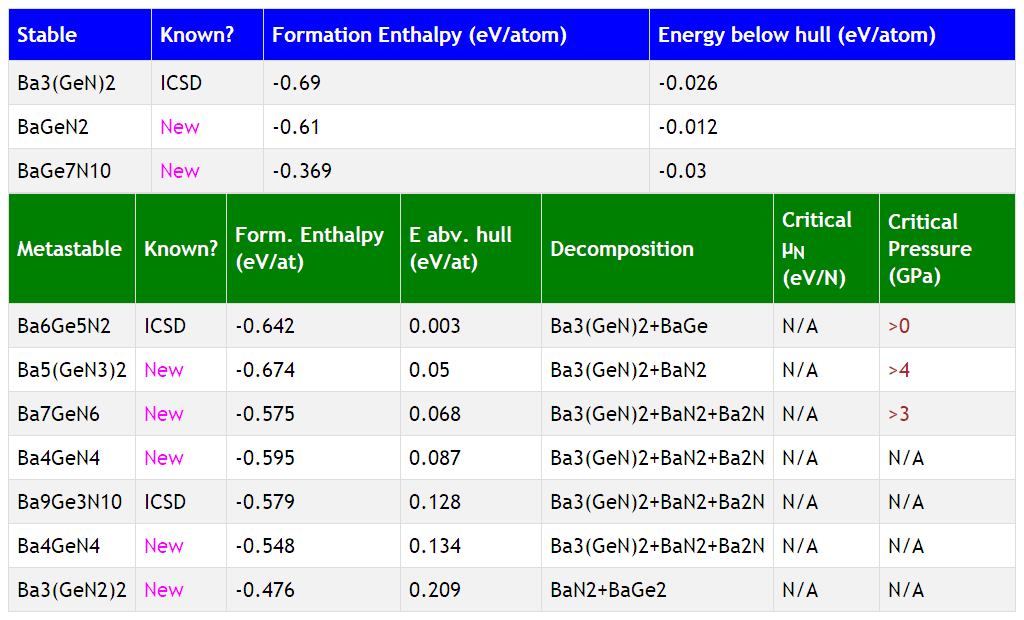 Stable Known? Formation Enthalpy (eV/atom) Energy below hull (eV/atom)
Ba3(GeN)2 ICSD -0.69 -0.026
BaGeN2 New -0.61 -0.012
BaGe7N10 New -0.369 -0.03
Metastable Known? Form. Enthalpy (eV/at) E abv. hull (eV/at) Decomposition Critical μN (eV/N) Critical Pressure (GPa)
Ba6Ge5N2 ICSD -0.642 0.003 Ba3(GeN)2+BaGe N/A >0
Ba5(GeN3)2 New -0.674 0.05 Ba3(GeN)2+BaN2 N/A >4
Ba7GeN6 New -0.575 0.068 Ba3(GeN)2+BaN2+Ba2N N/A >3
Ba4GeN4 New -0.595 0.087 Ba3(GeN)2+BaN2+Ba2N N/A N/A
Ba9Ge3N10 ICSD -0.579 0.128 Ba3(GeN)2+BaN2+Ba2N N/A N/A
Ba4GeN4 New -0.548 0.134 Ba3(GeN)2+BaN2+Ba2N N/A N/A
Ba3(GeN2)2 New -0.476 0.209 BaN2+BaGe2 N/A N/A